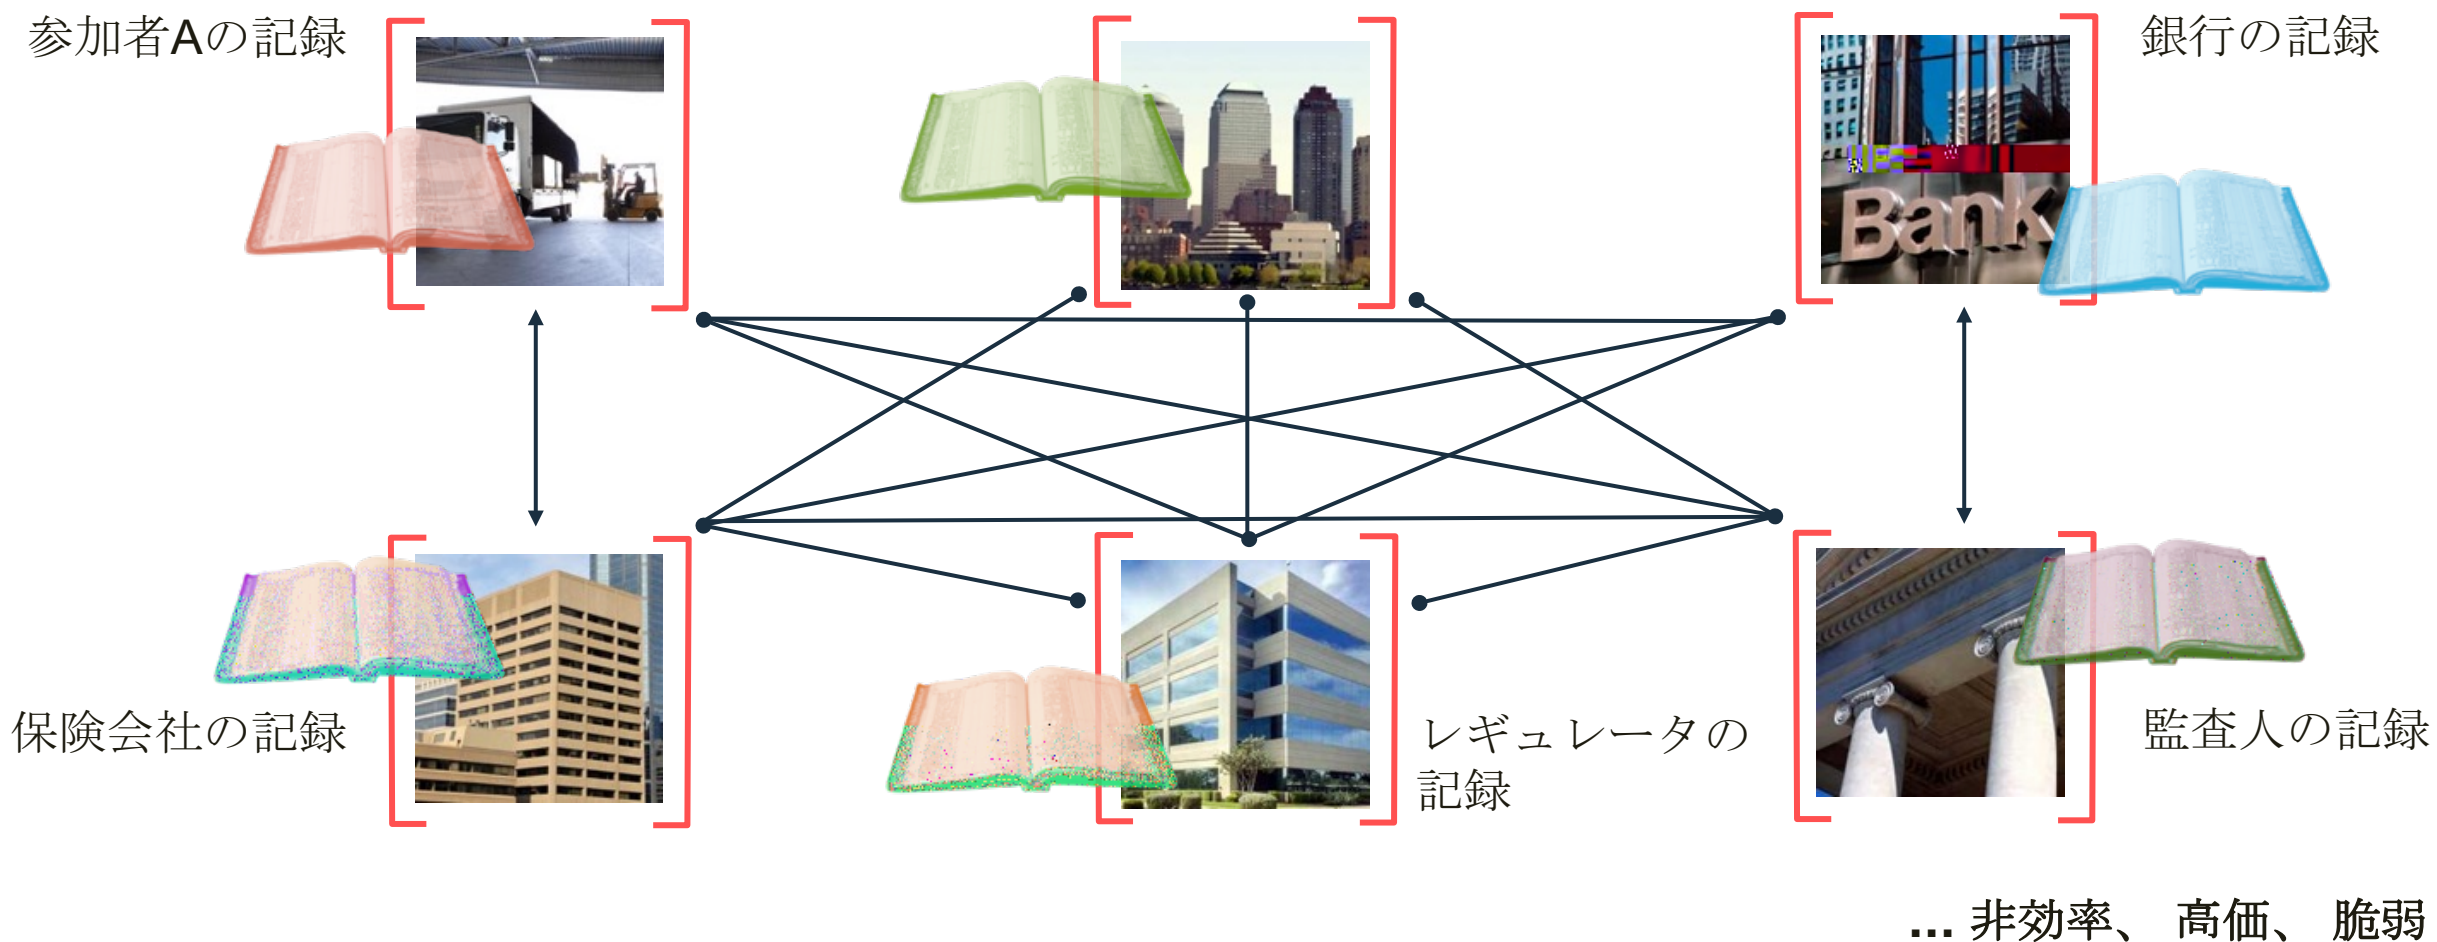 参加者Aの記録
銀行の記録
Bank
保険会社の記録
レギュレータの
記録
監査人の記録
... 非効率、 高価、 脆弱